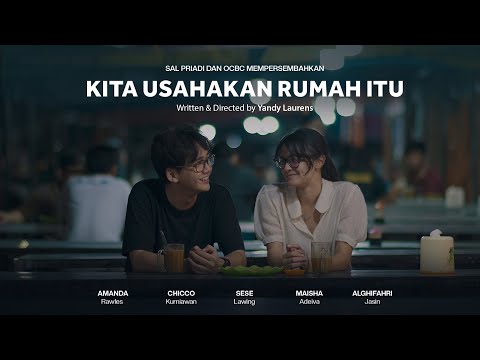 SAL PRIADI DAN OCBC MEMPERSEMBAHKAN
KITA USAHAKAN RUMAH ITU
Written & Directed by Yandy Laurens
AMANDA
Rawles
CHICCO
Kurniawan
SESE
Lawing
MAISHA
Adeiva
ALGHIFAHRI
Jasin